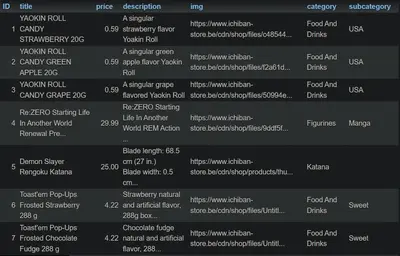 ID title price description img category subcategory
YAOKIN ROLL A singular
1 CANDY 0.59 strawberry flavor https://www.ichiban- Food And USA
STRAWBERRY 20G Yaokin Roll store.be/cdn/shop/files/c48544... Drinks
YAOKIN ROLL A singular green
2 CANDY GREEN 0.59 apple flavor Yaokin https://www.ichiban- Food And USA
APPLE 20G Roll store.be/cdn/shop/files/f2a61d... Drinks
3 YAOKIN ROLL 0.59 A singular grape https://www.ichiban- Food And USA
CANDY GRAPE 20G flavored Yaokin Roll store.be/cdn/shop/files/50994e... Drinks
Re:ZERO Starting Life Re:ZERO Starting
4 In Another World 29.99 Life In Another https://www.ichiban- Figurines Manga
Renewal Pre... World REM Action ... store.be/cdn/shop/files/9ddf5f...
Blade length: 68.5
5 Demon Slayer 25.00 cm (27 in.) https://www.ichiban- Katana
Rengoku Katana Blade width: 0.5 store.be/cdn/shop/products/thu...
cm...
Toast'em Pop-Ups Strawberry natural
6 Frosted Strawberry 4.22 and artificial flavor, https://www.ichiban- Food And Sweet
288 g 288g box... store.be/cdn/shop/files/Untitl... Drinks
Toast'em Pop-Ups Chocolate fudge
7 Frosted Chocolate 4.22 natural and artificial https://www.ichiban- Food And Sweet
Fudge 288 g flavor, 288... store.be/cdn/shop/files/Untitl... Drinks